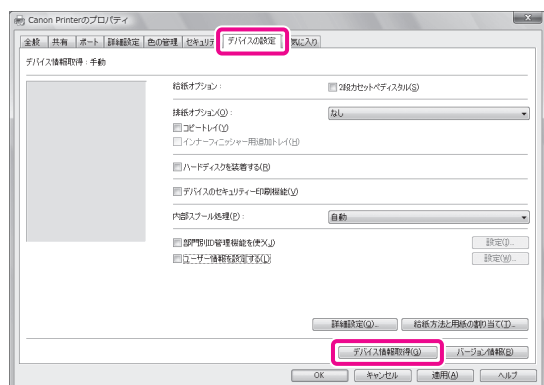 Canon Printerのプロパティ
全般 共有 ポート 詳細設定 色の管理 セキュリテ デバイスの設定 気に入り
デバイス情報取得：手動
給紙オプション： 2段カセットペディスタル(S)
排紙オプション(O)： なし
コピートレイ(Y)
インナーフィニッシャー用追加トレイ(H)
ハードディスクを装着する(R)
デバイスのセキュリティー印刷機能(V)
内部スプール処理(P)： 自動
部門別ID管理機能を使う(J) 設定(I)...
ユーザー情報を設定する(L) 設定(W)...
詳細設定(Q)... 給紙方法と用紙の割り当て(T)...
デバイス情報取得(G) バージョン情報(B)
OK キャンセル 適用(A) ヘルプ